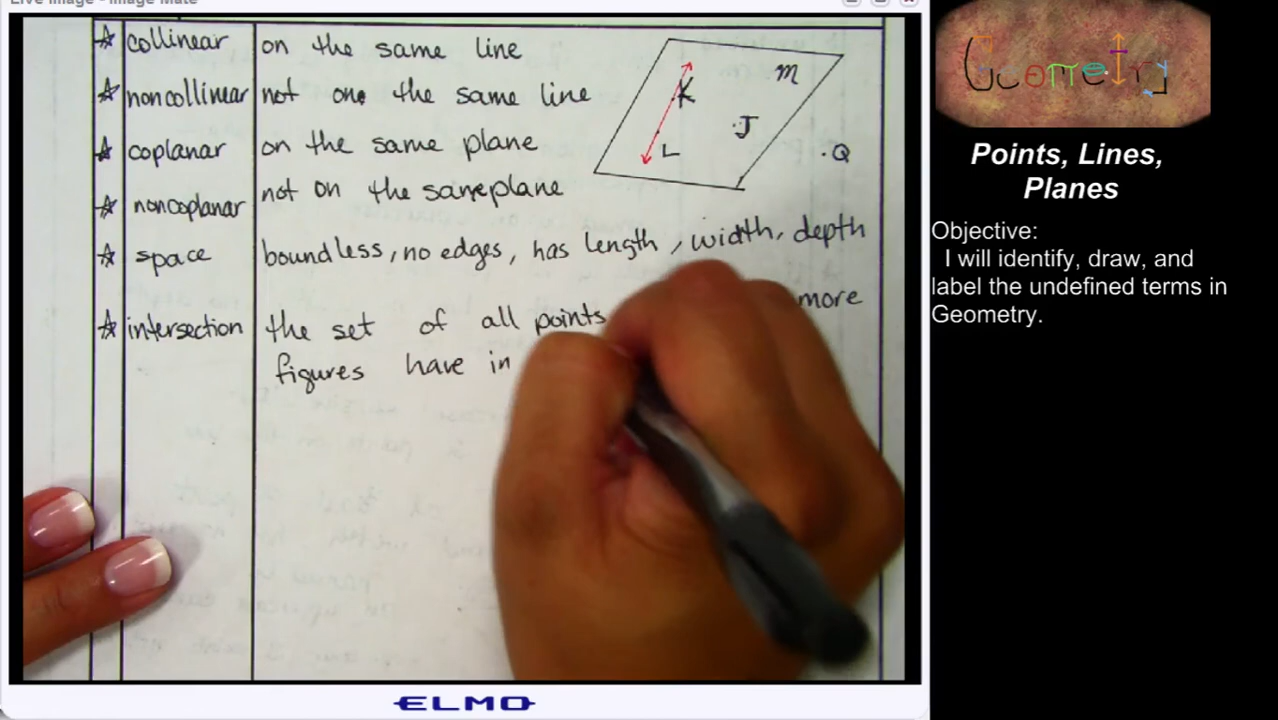 Live Image - Image Mate
collinear on the same line
noncollinear not one the same line
coplanar on the same plane
noncoplanar not on the same plane
space boundless, no edges, has length, width, depth
intersection the set of all points more
figures have in
K
L
J
M
Q
ELMO
Geometry
Points, Lines,
Planes
Objective:
I will identify, draw, and
label the undefined terms in
Geometry.